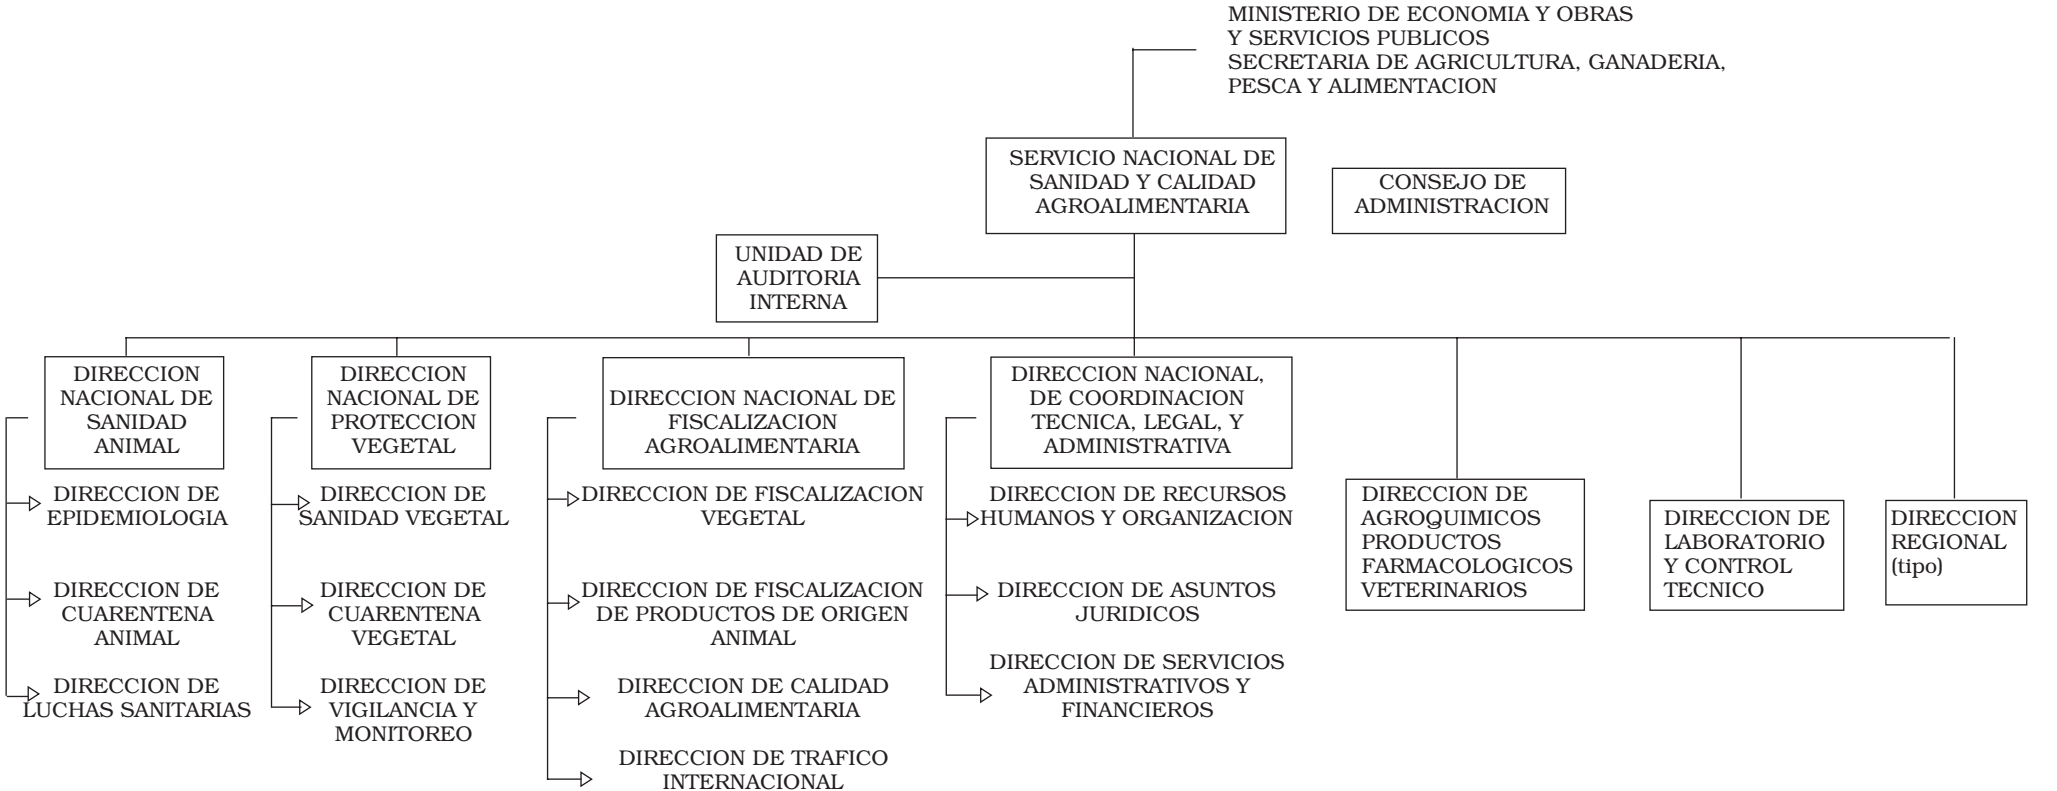 MINISTERIO DE ECONOMIA Y OBRAS
Y SERVICIOS PUBLICOS
SECRETARIA DE AGRICULTURA, GANADERIA,
PESCA Y ALIMENTACION
SERVICIO NACIONAL DE
SANIDAD Y CALIDAD
AGROALIMENTARIA
CONSEJO DE
ADMINISTRACION
UNIDAD DE
AUDITORIA
INTERNA
DIRECCION
NACIONAL DE
SANIDAD
ANIMAL
DIRECCION DE
EPIDEMIOLOGIA
DIRECCION DE
CUARENTENA
ANIMAL
DIRECCION DE
LUCHAS SANITARIAS
DIRECCION
NACIONAL DE
PROTECCION
VEGETAL
DIRECCION DE
SANIDAD VEGETAL
DIRECCION DE
CUARENTENA
VEGETAL
DIRECCION DE
VIGILANCIA Y
MONITOREO
DIRECCION NACIONAL DE
FISCALIZACION
AGROALIMENTARIA
DIRECCION DE FISCALIZACION
VEGETAL
DIRECCION DE FISCALIZACION
DE PRODUCTOS DE ORIGEN
ANIMAL
DIRECCION DE CALIDAD
AGROALIMENTARIA
DIRECCION DE TRAFICO
INTERNACIONAL
DIRECCION NACIONAL,
DE COORDINACION
TECNICA, LEGAL, Y
ADMINISTRATIVA
DIRECCION DE RECURSOS
HUMANOS Y ORGANIZACION
DIRECCION DE ASUNTOS
JURIDICOS
DIRECCION DE SERVICIOS
ADMINISTRATIVOS Y
FINANCIEROS
DIRECCION DE
AGROQUIMICOS
PRODUCTOS
FARMACOLOGICOS
VETERINARIOS
DIRECCION DE
LABORATORIO
Y CONTROL
TECNICO
DIRECCION
REGIONAL
(tipo)